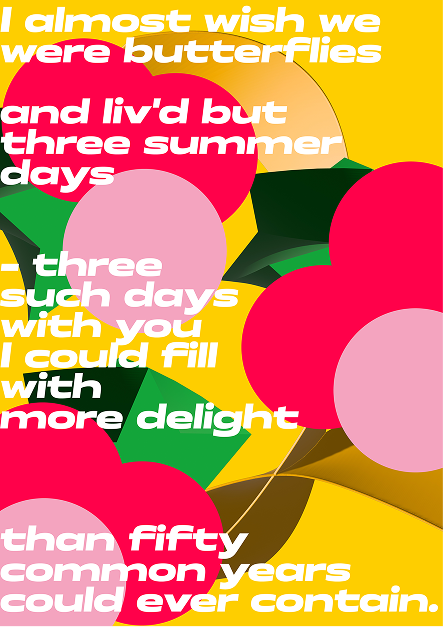 I almost wish we
were butterflies
and liv'd but
three summer
days
- three
such days
with you
I could fill
with
more delight
than fifty
common years
could ever contain.